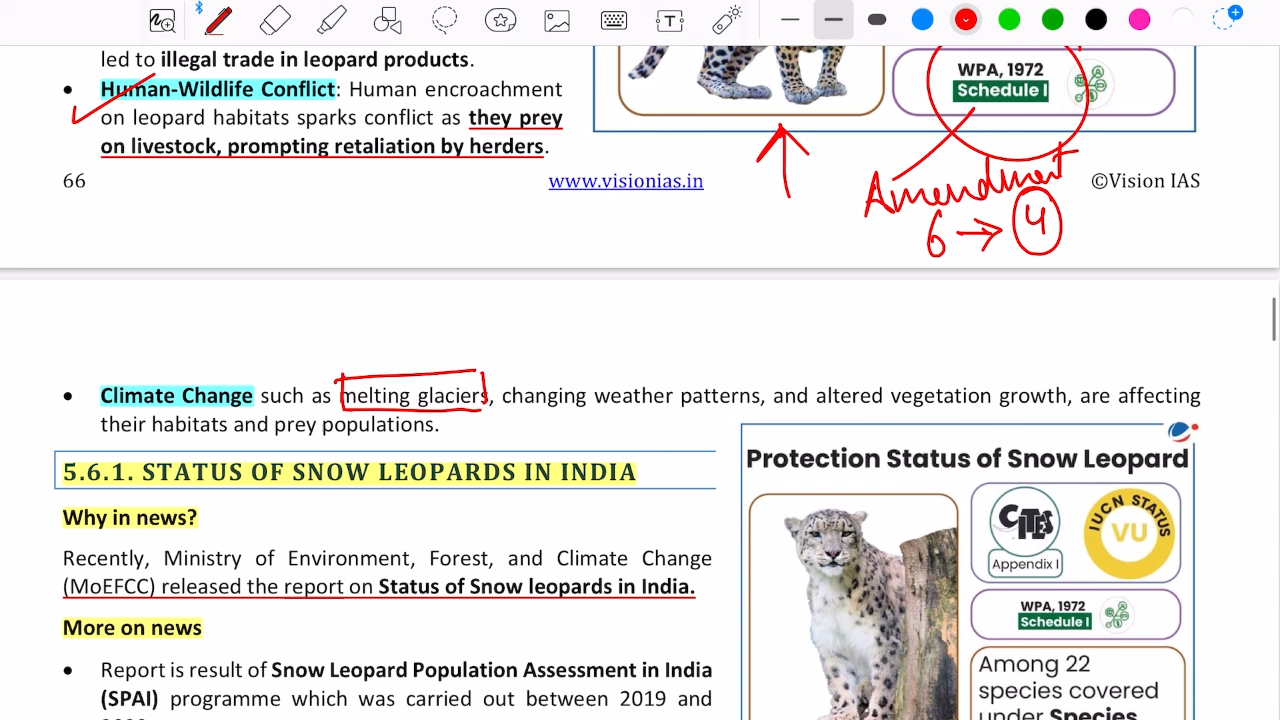 led to illegal trade in leopard products.
• Human-Wildlife Conflict: Human encroachment
on leopard habitats sparks conflict as they prey
on livestock, prompting retaliation by herders.
WPA, 1972
Schedule I
Amendment
6 → 4
66
www.visionias.in
©Vision IAS
• Climate Change such as melting glaciers, changing weather patterns, and altered vegetation growth, are affecting
their habitats and prey populations.
5.6.1. STATUS OF SNOW LEOPARDS IN INDIA
Why in news?
Recently, Ministry of Environment, Forest, and Climate Change
(MoEFCC) released the report on Status of Snow leopards in India.
More on news
• Report is result of Snow Leopard Population Assessment in India
(SPAI) programme which was carried out between 2019 and
Protection Status of Snow Leopard
CITES
Appendix I
IUCN STATUS
VU
WPA, 1972
Schedule I
Among 22
species covered
under Species